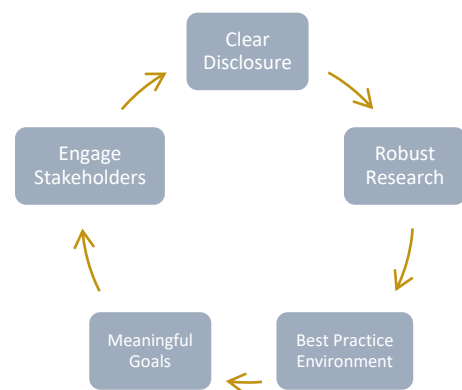 Clear
Disclosure
Robust
Research
Best Practice
Environment
Meaningful
Goals
Engage
Stakeholders